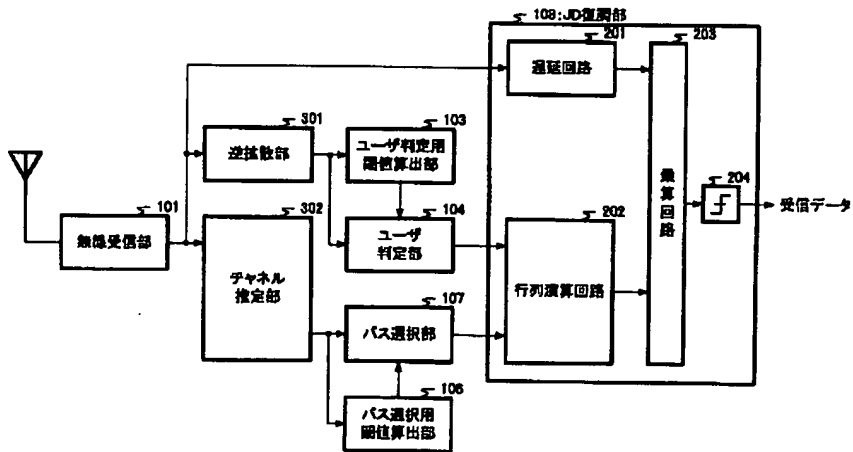 108:JD復調部
201
遅延回路
203
乗算回路
204
受信データ
301
逆拡散部
103
ユーザ判定用
閾値算出部
101
無線受信部
302
チャネル
推定部
104
ユーザ
判定部
202
行列演算回路
107
パス選択部
106
パス選択用
閾値算出部